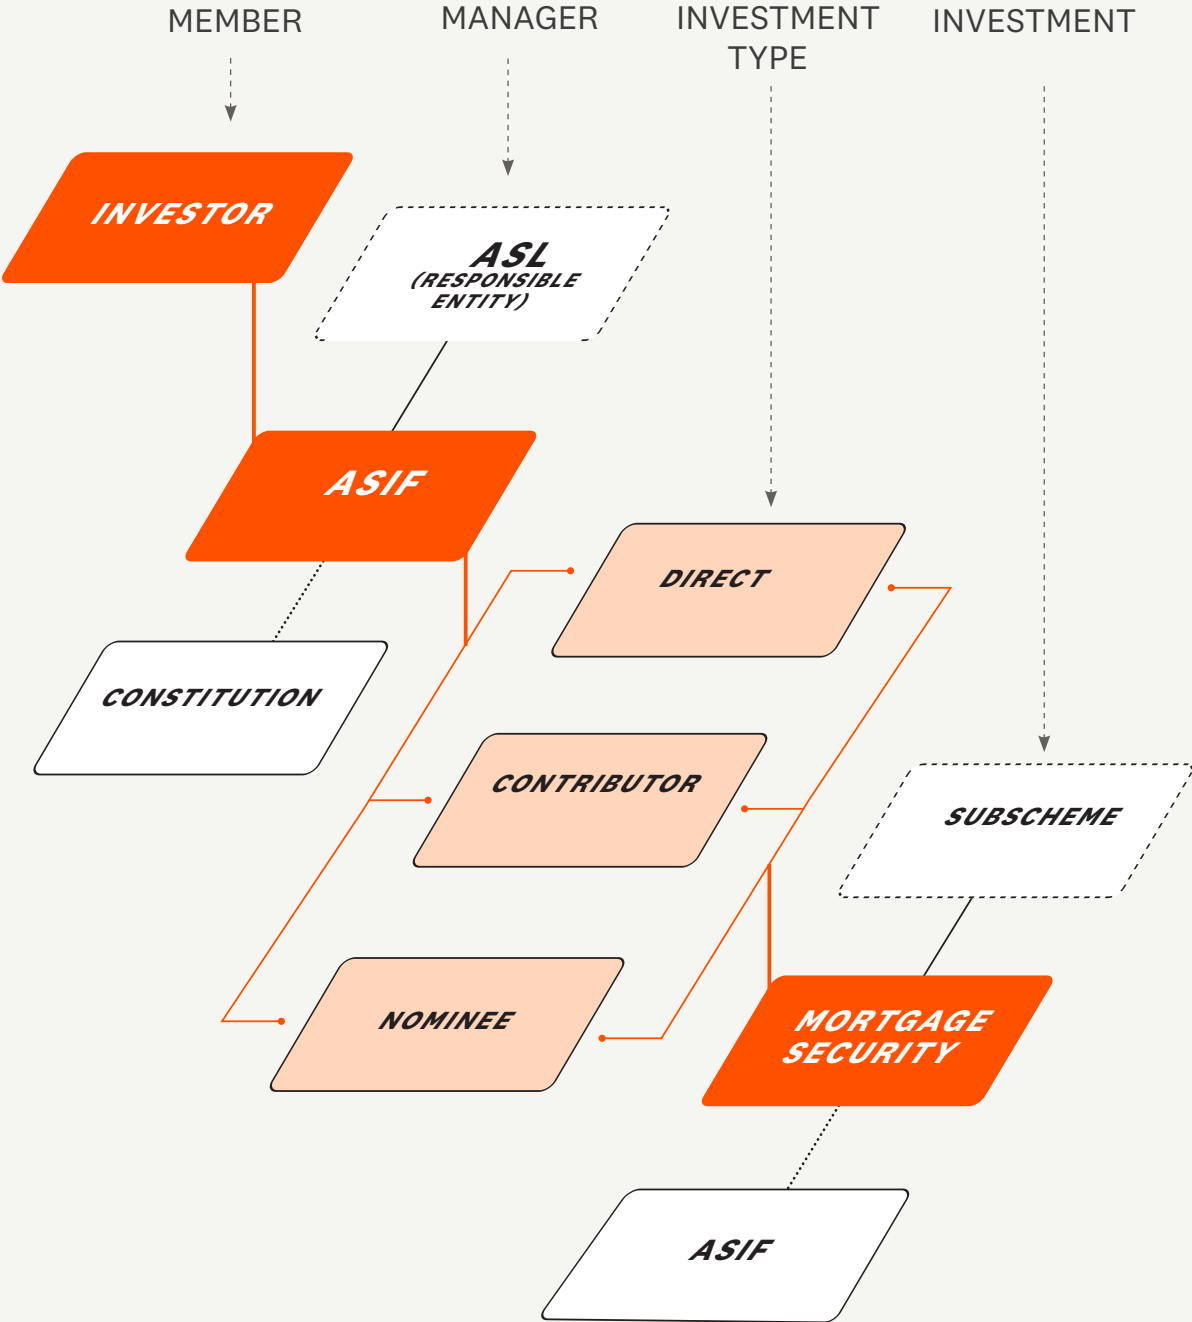 MEMBER
MANAGER
INVESTMENT
TYPE
INVESTMENT
INVESTOR
ASL
(RESPONSIBLE
ENTITY)
ASIF
DIRECT
CONSTITUTION
CONTRIBUTOR
SUBSCHEME
NOMINEE
MORTGAGE
SECURITY
ASIF